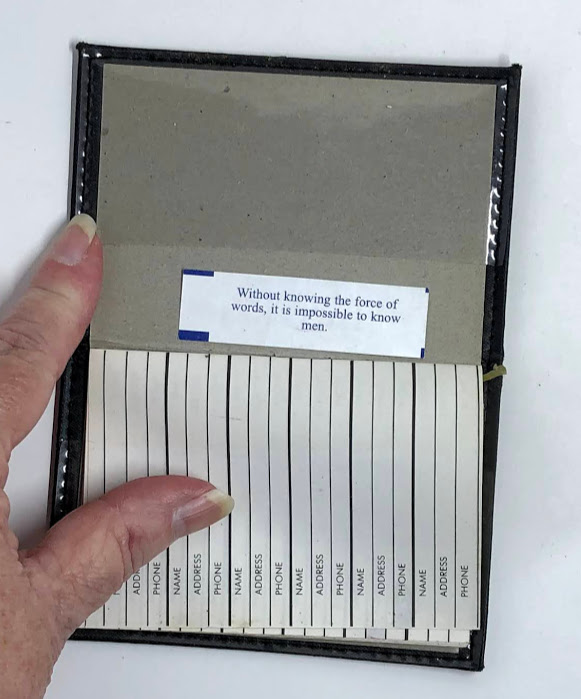 Without knowing the force of
words, it is impossible to know
men.
ADDRESS
PHONE
NAME
ADDRESS
PHONE
NAME
ADDRESS
PHONE
NAME
ADDRESS
PHONE
NAME
ADDRESS
PHONE
NAME
ADDRESS
PHONE